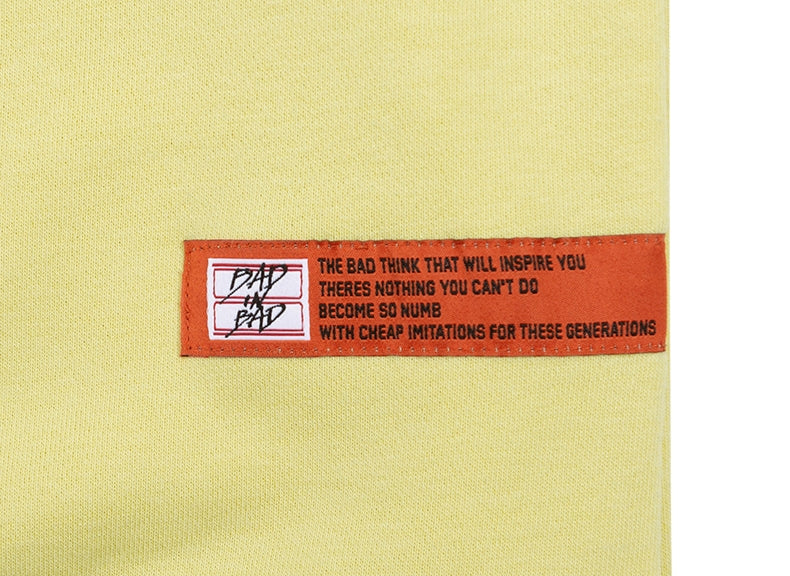 BAD
IN
BAD
THE BAD THINK THAT WILL INSPIRE YOU
THERES NOTHING YOU CAN'T DO
BECOME SO NUMB
WITH CHEAP IMITATIONS FOR THESE GENERATIONS